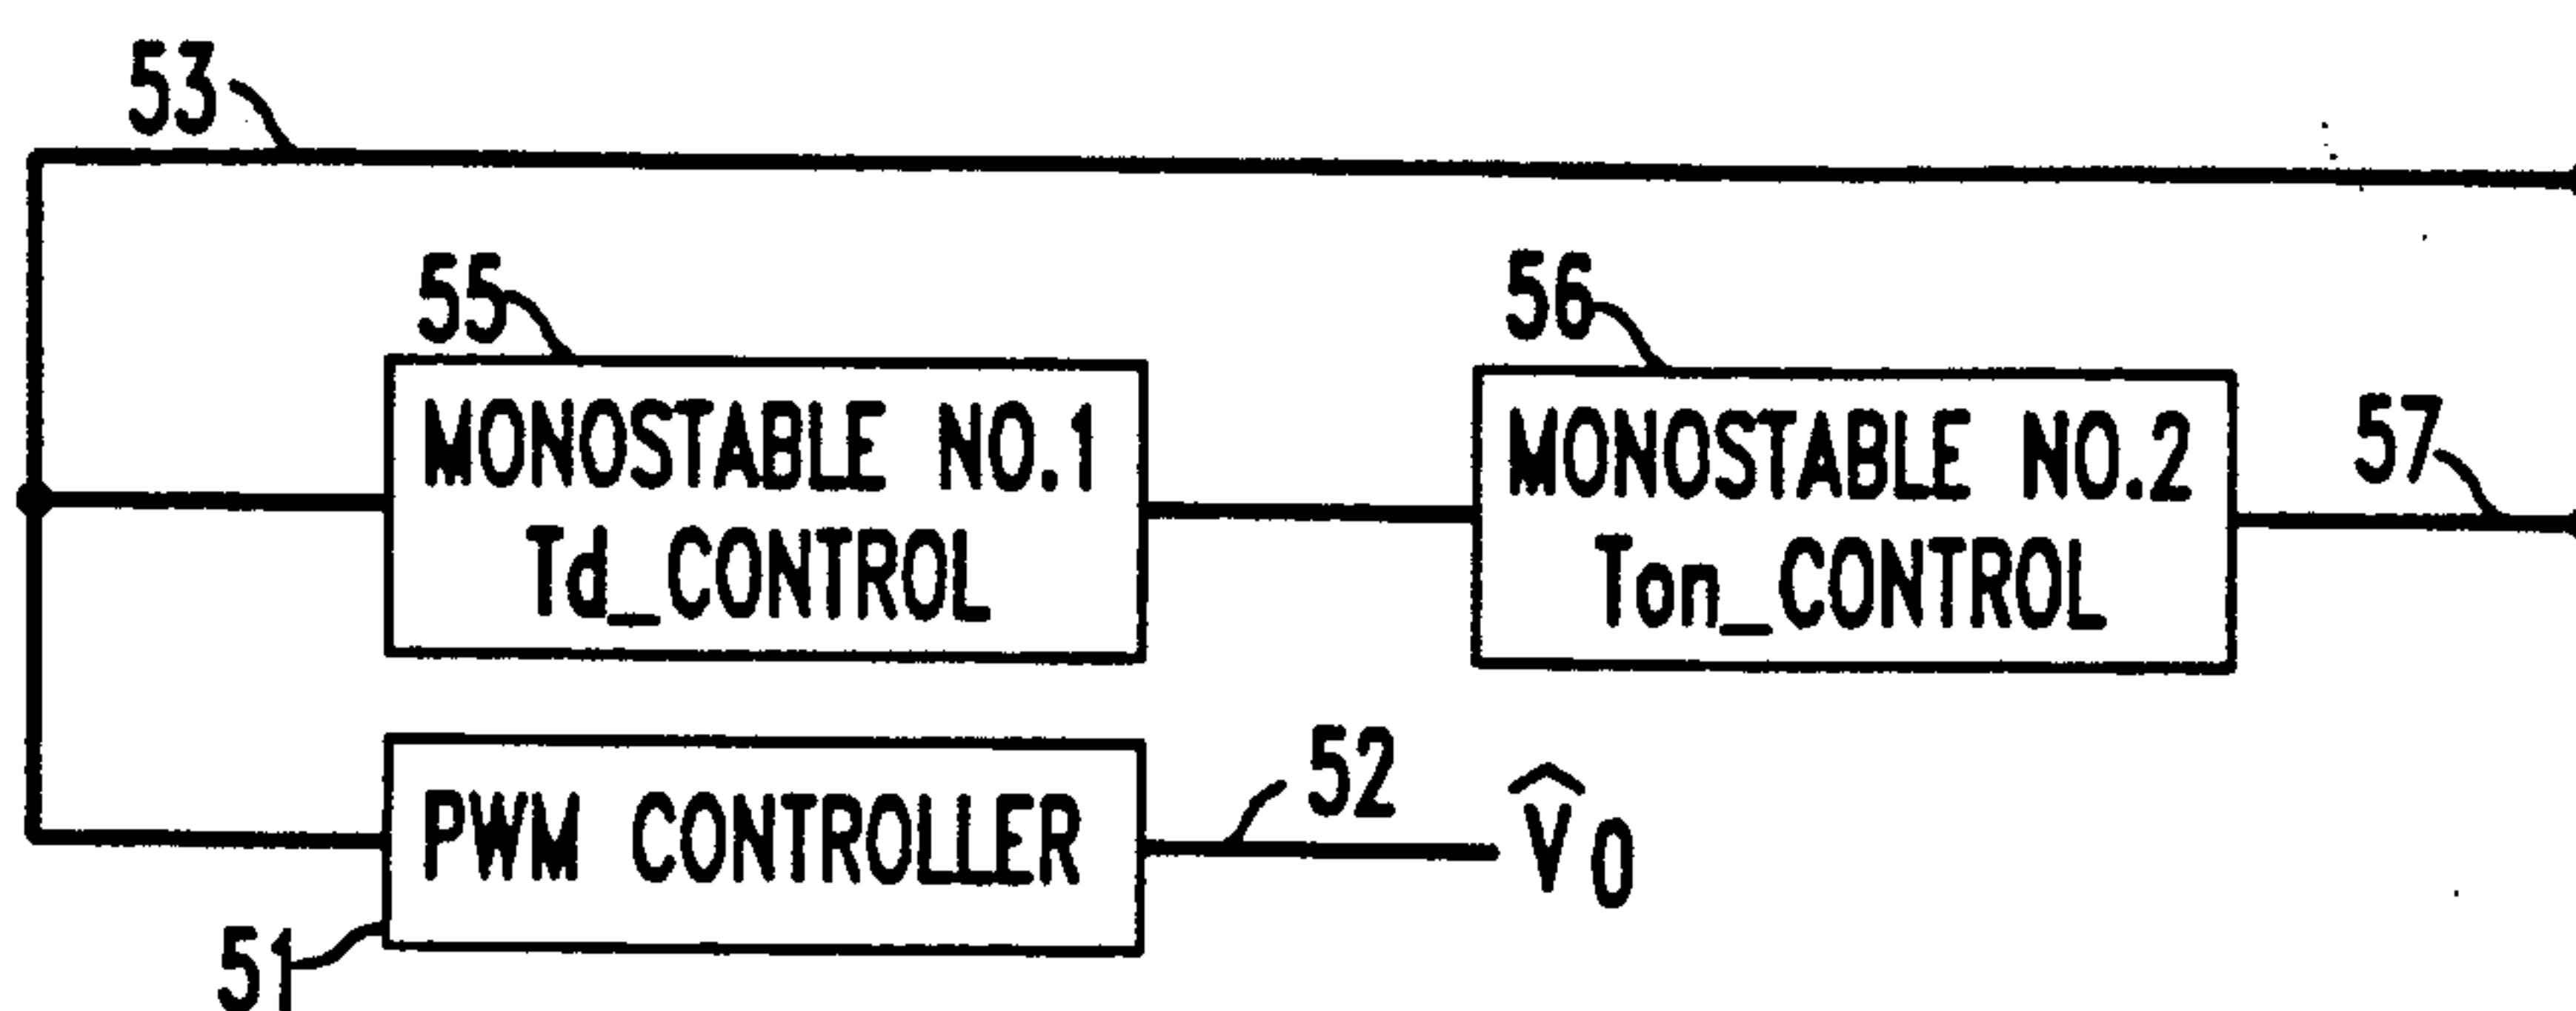 53
55
MONOSTABLE NO.1
Td_CONTROL
56
MONOSTABLE NO.2
Ton_CONTROL
57
PWM CONTROLLER
52
V̂0
51